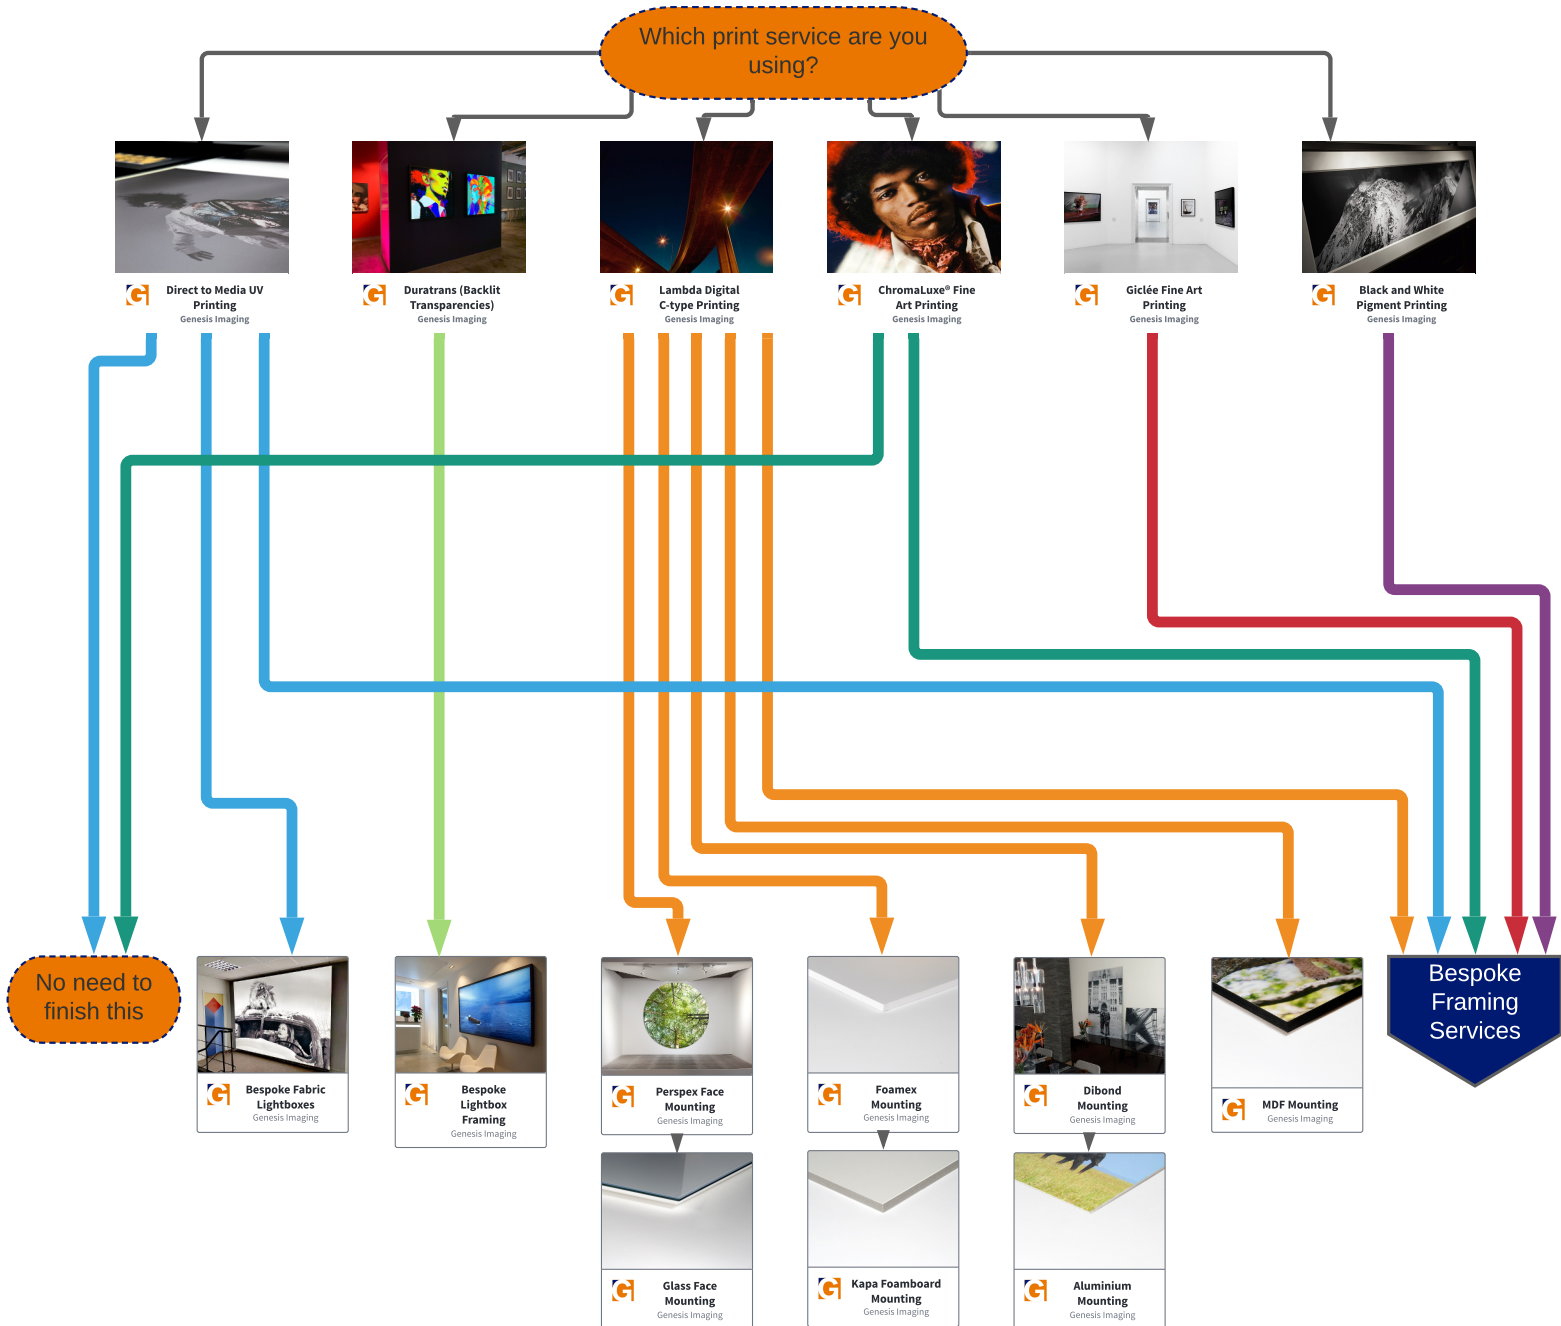 Which print service are you
using?
Direct to Media UV
Printing
Genesis Imaging
Duratrans (Backlit
Transparencies)
Genesis Imaging
Lambda Digital
C-type Printing
Genesis Imaging
ChromaLuxe® Fine
Art Printing
Genesis Imaging
Giclée Fine Art
Printing
Genesis Imaging
Black and White
Pigment Printing
Genesis Imaging
No need to
finish this
Bespoke Fabric
Lightboxes
Genesis Imaging
Bespoke
Lightbox
Framing
Genesis Imaging
Perspex Face
Mounting
Genesis Imaging
Foamex
Mounting
Genesis Imaging
Dibond
Mounting
Genesis Imaging
MDF Mounting
Genesis Imaging
Bespoke
Framing
Services
Glass Face
Mounting
Genesis Imaging
Kapa Foamboard
Mounting
Genesis Imaging
Aluminium
Mounting
Genesis Imaging